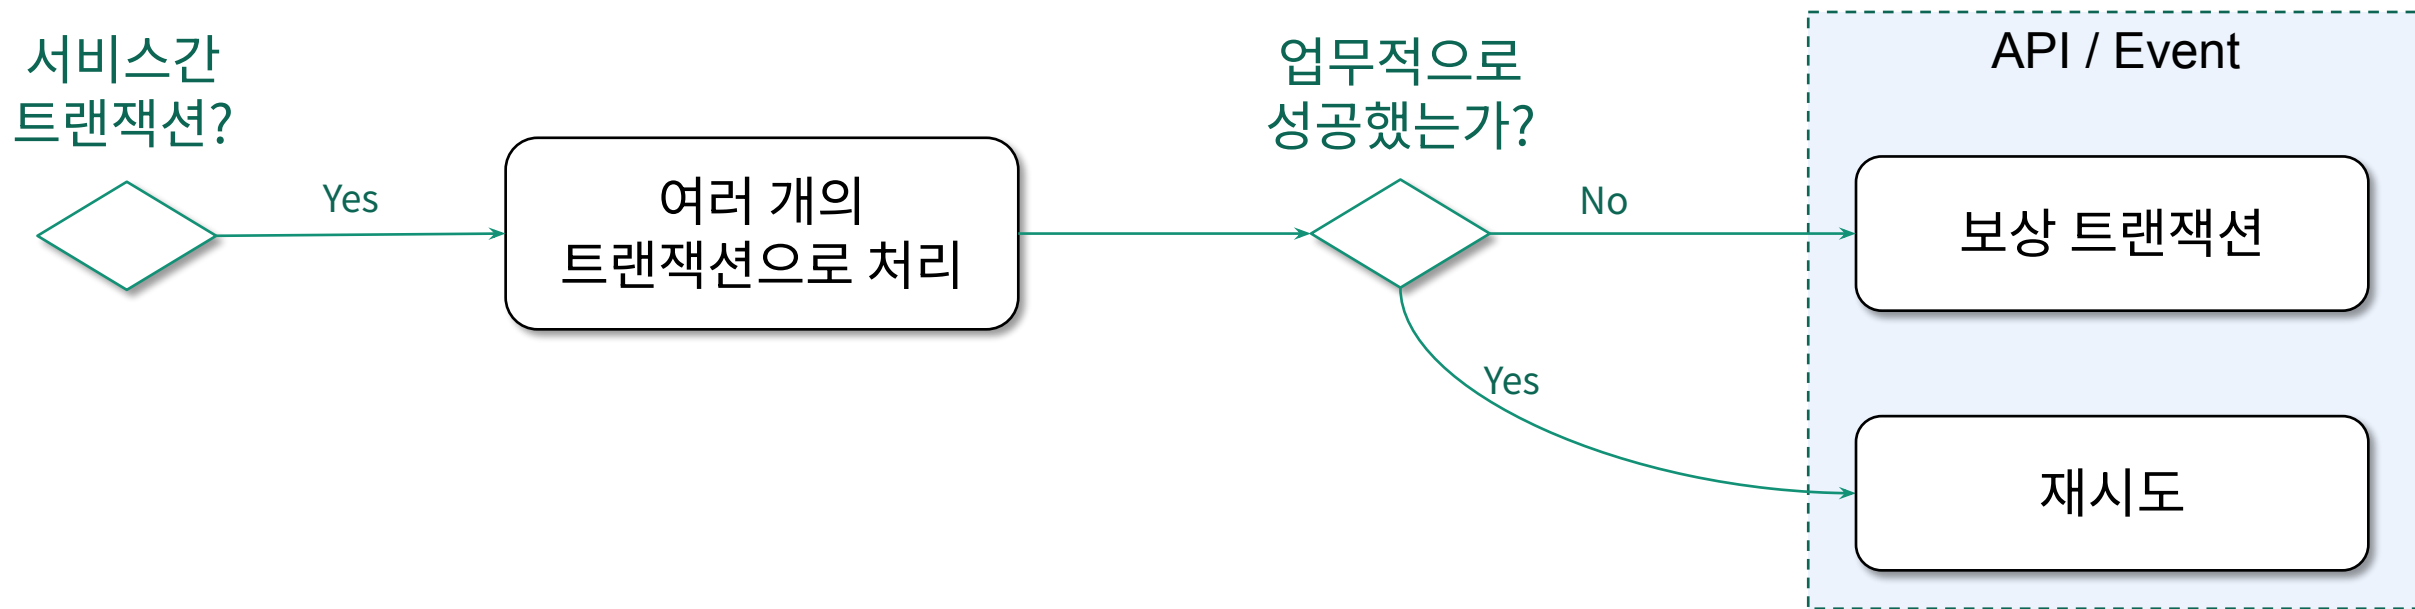 서비스간
트랜잭션?
Yes
여러 개의
트랜잭션으로 처리
업무적으로
성공했는가?
No
Yes
API / Event
보상 트랜잭션
재시도